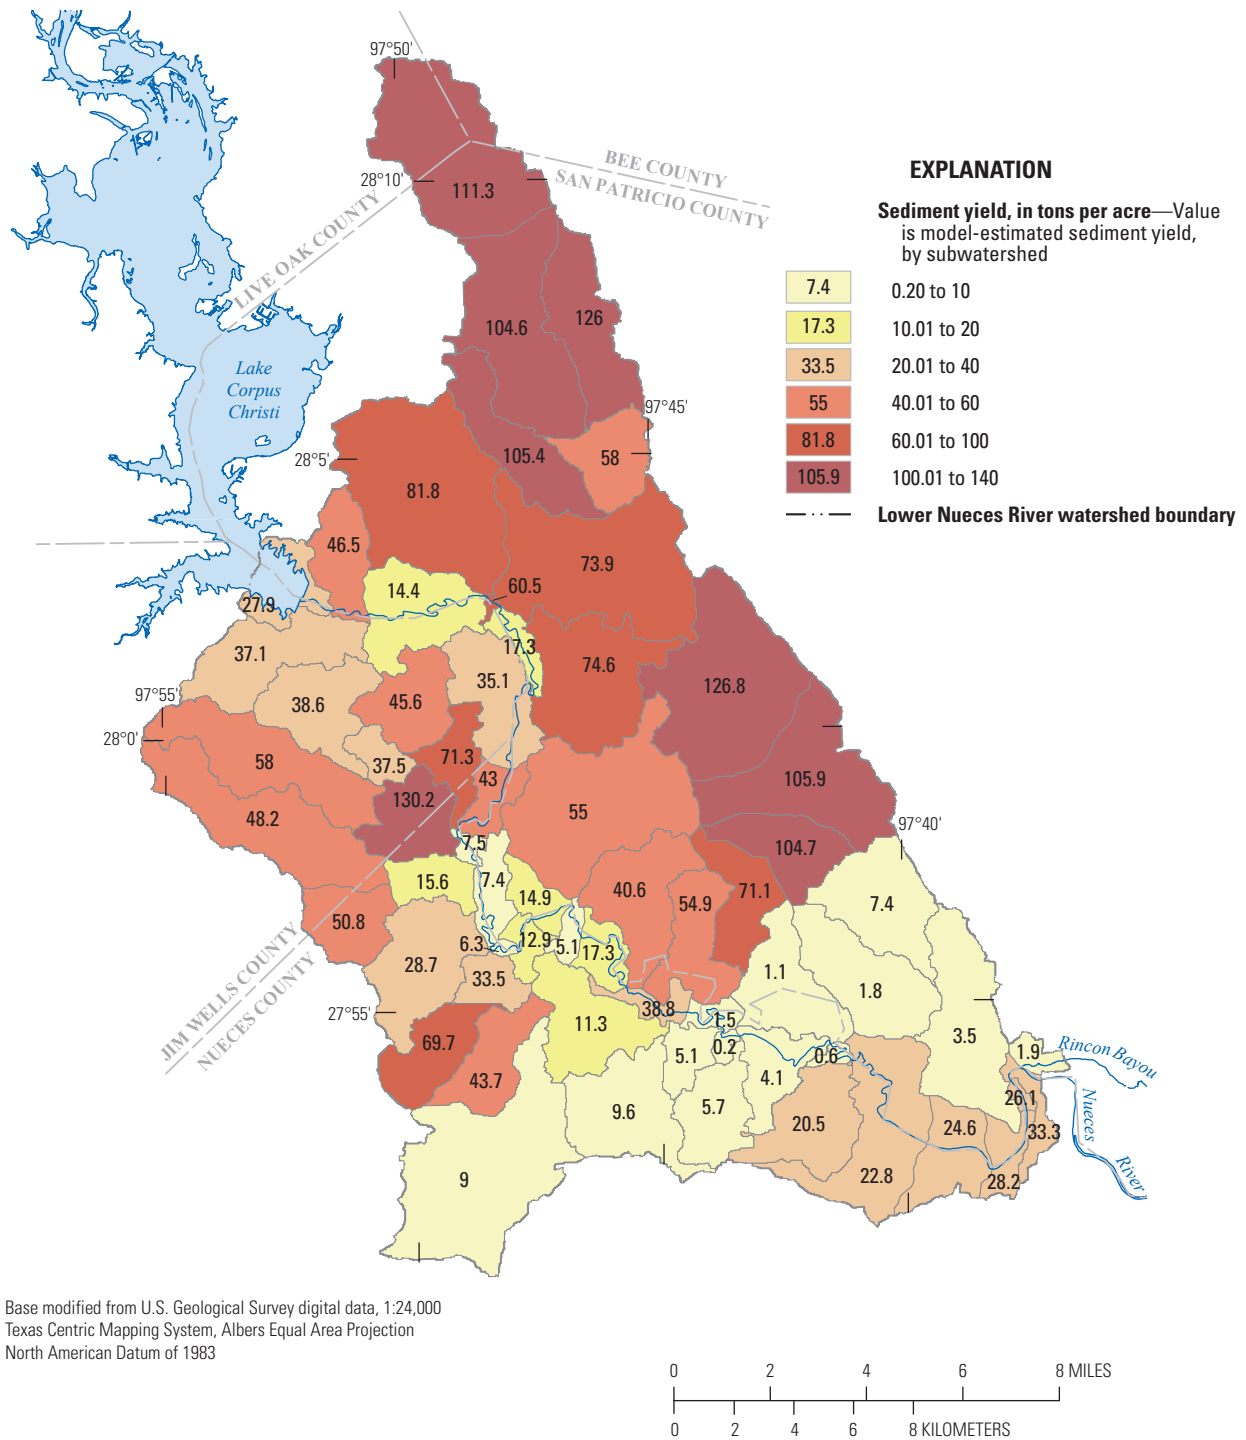 97°50'
BEE COUNTY
SAN PATRICIO COUNTY
28°10'
111.3
LIVE OAK COUNTY
EXPLANATION
Sediment yield, in tons per acre—Value
is model-estimated sediment yield,
by subwatershed
7.4 0.20 to 10
17.3 10.01 to 20
33.5 20.01 to 40
55 40.01 to 60
81.8 60.01 to 100
105.9 100.01 to 140
Lower Nueces River watershed boundary
104.6
126
Lake
Corpus
Christi
97°45'
28°5'
105.4
58
81.8
46.5
73.9
14.4
60.5
27.9
37.1
17.3
74.6
35.1
126.8
97°55'
38.6
45.6
28°0'
58
37.5
71.3
43
105.9
130.2
48.2
55
97°40'
7.5
104.7
15.6
7.4
14.9
40.6
54.9
71.1
7.4
50.8
6.3
12.9
5.1
17.3
28.7
33.5
1.1
1.8
JIM WELLS COUNTY
NUECES COUNTY
27°55'
38.8
1.5
11.3
69.7
3.5
5.1
0.2
0.6
1.9
Rincon Bayou
43.7
4.1
26.1
Nueces
River
9.6
5.7
20.5
24.6
33.3
9
22.8
28.2
Base modified from U.S. Geological Survey digital data, 1:24,000
Texas Centric Mapping System, Albers Equal Area Projection
North American Datum of 1983
0 2 4 6 8 MILES
0 2 4 6 8 KILOMETERS